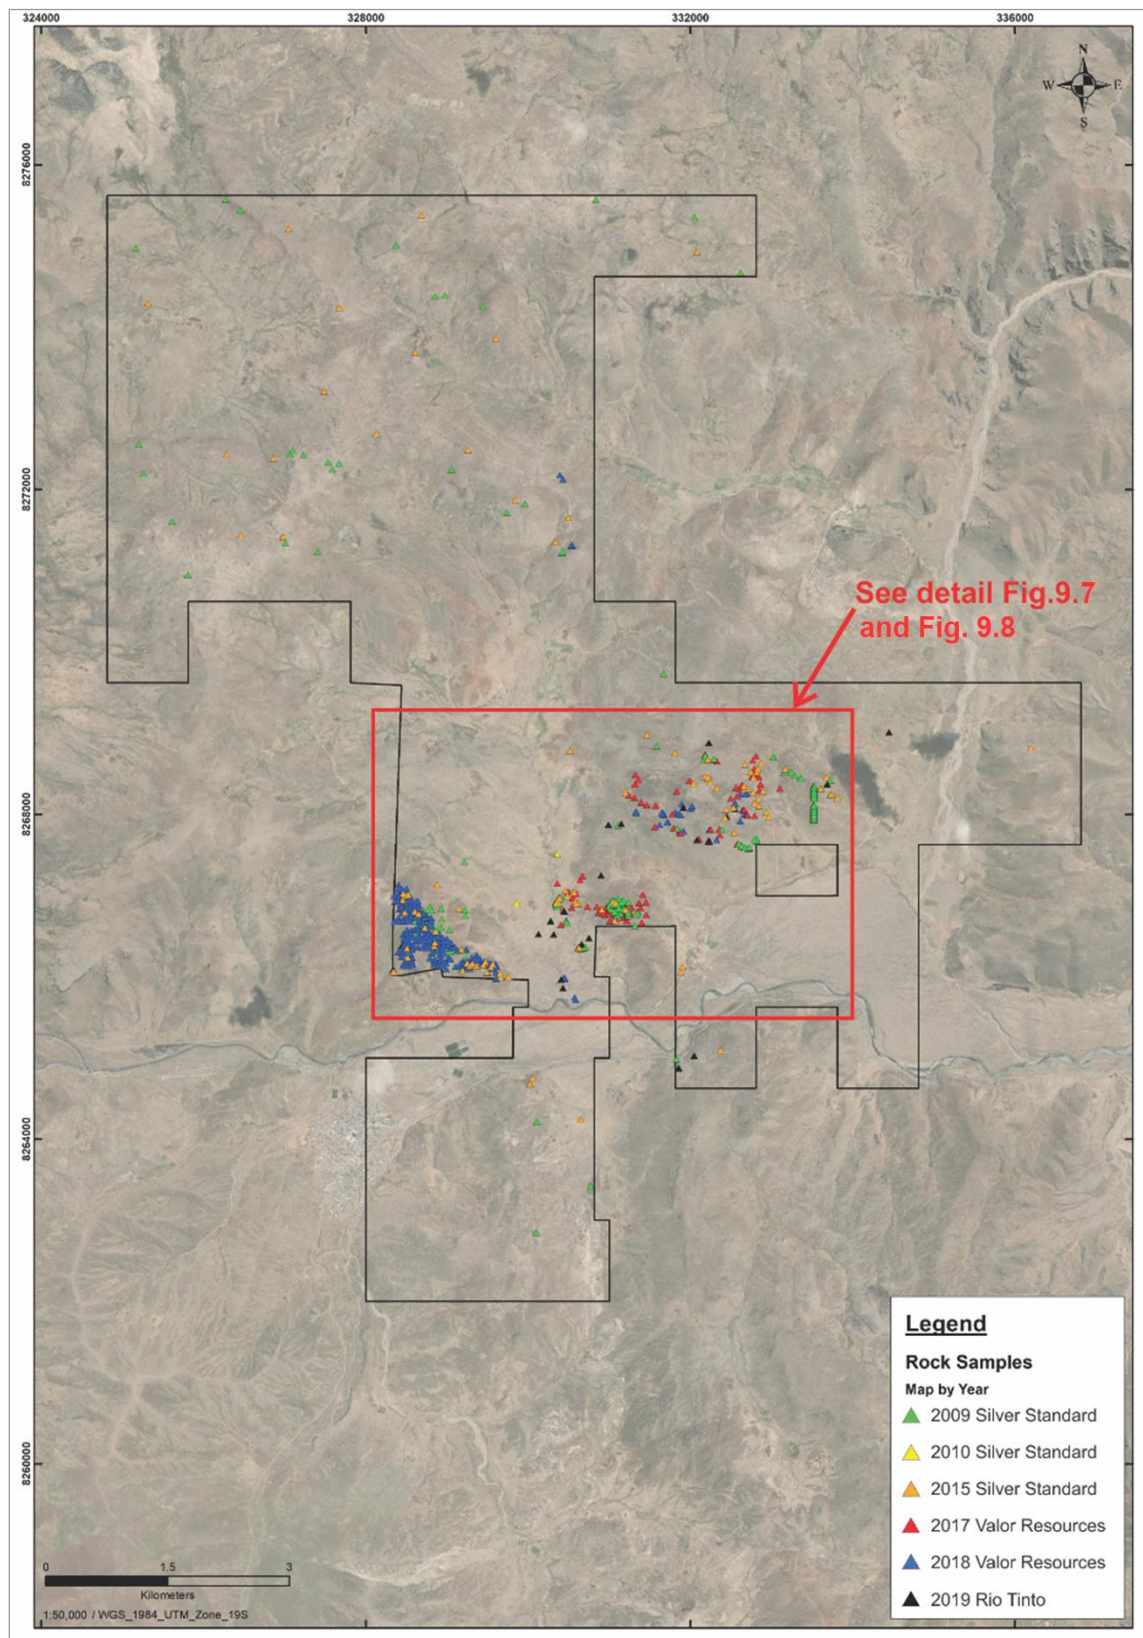 324000
328000
332000
336000
N
W E
S
8276000
8272000
See detail Fig.9.7
and Fig. 9.8
8268000
8264000
8260000
Legend
Rock Samples
Map by Year
2009 Silver Standard
2010 Silver Standard
2015 Silver Standard
2017 Valor Resources
2018 Valor Resources
2019 Rio Tinto
0 1.5 3
Kilometers
1:50,000 / WGS_1984_UTM_Zone_19S